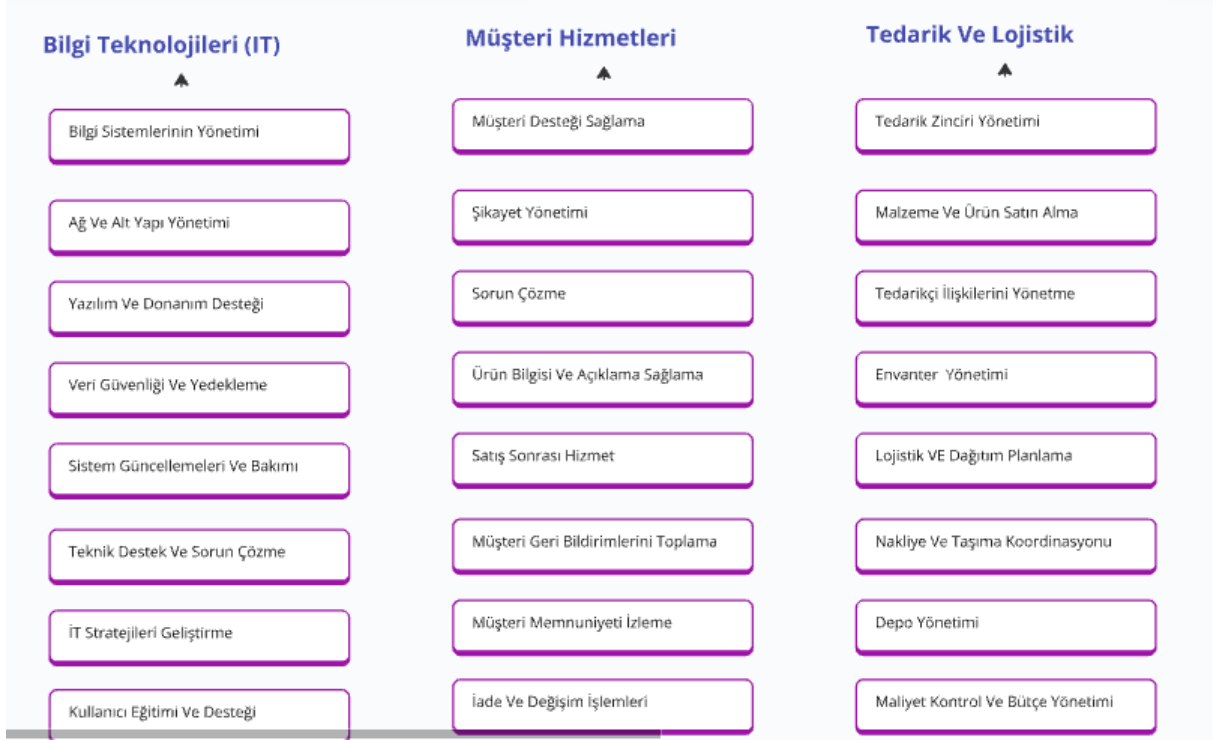 Bilgi Teknolojileri (IT)
Bilgi Sistemlerinin Yönetimi
Ağ Ve Alt Yapı Yönetimi
Yazılım Ve Donanım Desteği
Veri Güvenliği Ve Yedekleme
Sistem Güncellemeleri Ve Bakımı
Teknik Destek Ve Sorun Çözme
İT Stratejileri Geliştirme
Kullanıcı Eğitimi Ve Desteği
Müşteri Hizmetleri
Müşteri Desteği Sağlama
Şikayet Yönetimi
Sorun Çözme
Ürün Bilgisi Ve Açıklama Sağlama
Satış Sonrası Hizmet
Müşteri Geri Bildirimlerini Toplama
Müşteri Memnuniyeti İzleme
İade Ve Değişim İşlemleri
Tedarik Ve Lojistik
Tedarik Zinciri Yönetimi
Malzeme Ve Ürün Satın Alma
Tedarikçi İlişkilerini Yönetme
Envanter Yönetimi
Lojistik VE Dağıtım Planlama
Nakliye Ve Taşıma Koordinasyonu
Depo Yönetimi
Maliyet Kontrol Ve Bütçe Yönetimi